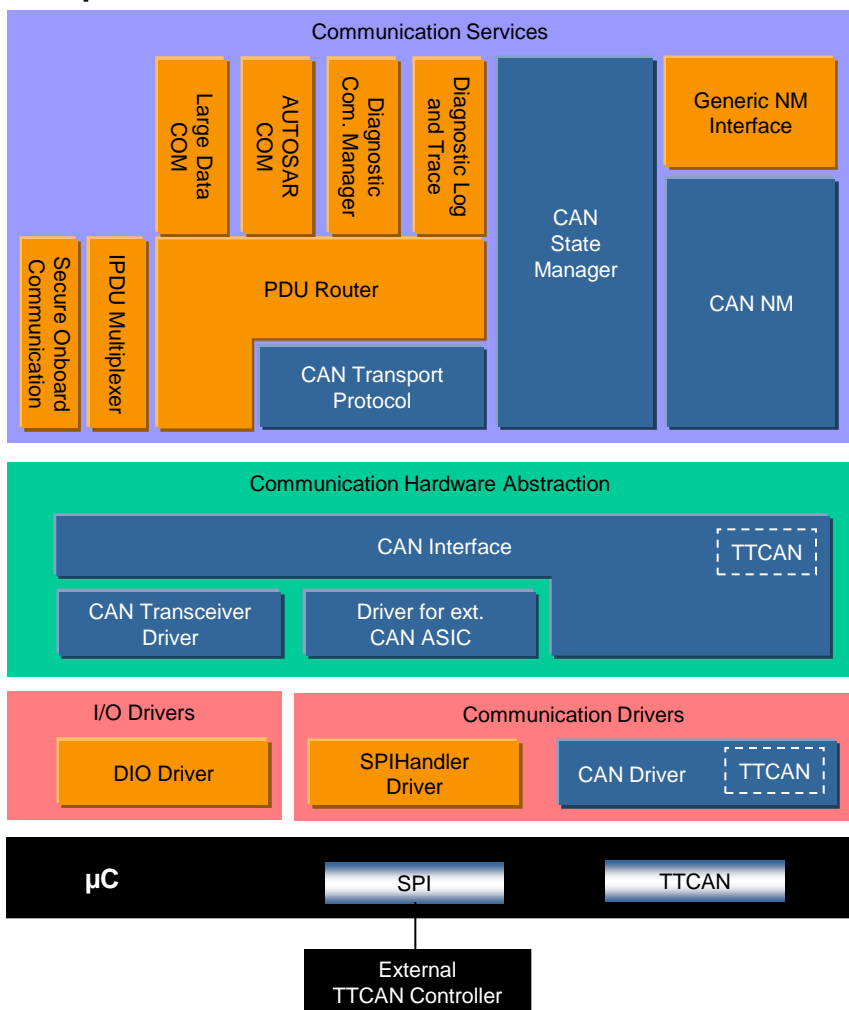 Communication Services
Large Data
COM
AUTOSAR
COM
Diagnostic
Com. Manager
Diagnostic Log
and Trace
CAN
State
Manager
Generic NM
Interface
Secure Onboard
Communication
IPDU Multiplexer
PDU Router
CAN NM
CAN Transport
Protocol
Communication Hardware Abstraction
CAN Interface
TTCAN
CAN Transceiver
Driver
Driver for ext.
CAN ASIC
I/O Drivers
Communication Drivers
DIO Driver
SPIHandler
Driver
CAN Driver
TTCAN
µC
SPI
TTCAN
External
TTCAN Controller